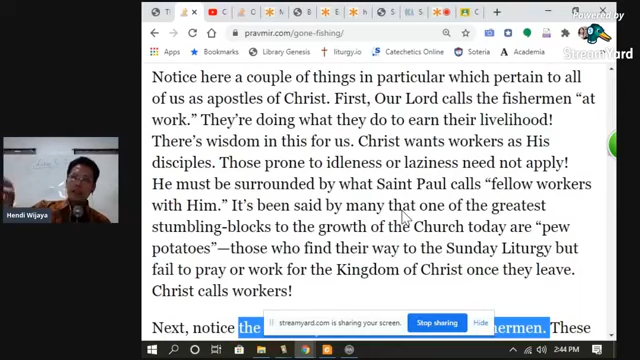 Powered by
StreamYard
pravmir.com/gone-fishing/
Bookmarks
YouTube
Library Genesis
liturgy.io
Catechetics Online
Soteria
Academia
Notice here a couple of things in particular which pertain to all
of us as apostles of Christ. First, Our Lord calls the fishermen “at
work.” They’re doing what they do to earn their livelihood!
There’s wisdom in this for us. Christ wants workers as His
disciples. Those prone to idleness or laziness need not apply!
He must be surrounded by what Saint Paul calls “fellow workers
with Him.” It’s been said by many that one of the greatest
stumbling-blocks to the growth of the Church today are “pew
potatoes”—those who find their way to the Sunday Liturgy but
fail to pray or work for the Kingdom of Christ once they leave.
Christ calls workers!
Next, notice the
hermen. These
Hendi Wijaya
streamyard.com is sharing your screen.
Stop sharing
Hide
2:44 PM